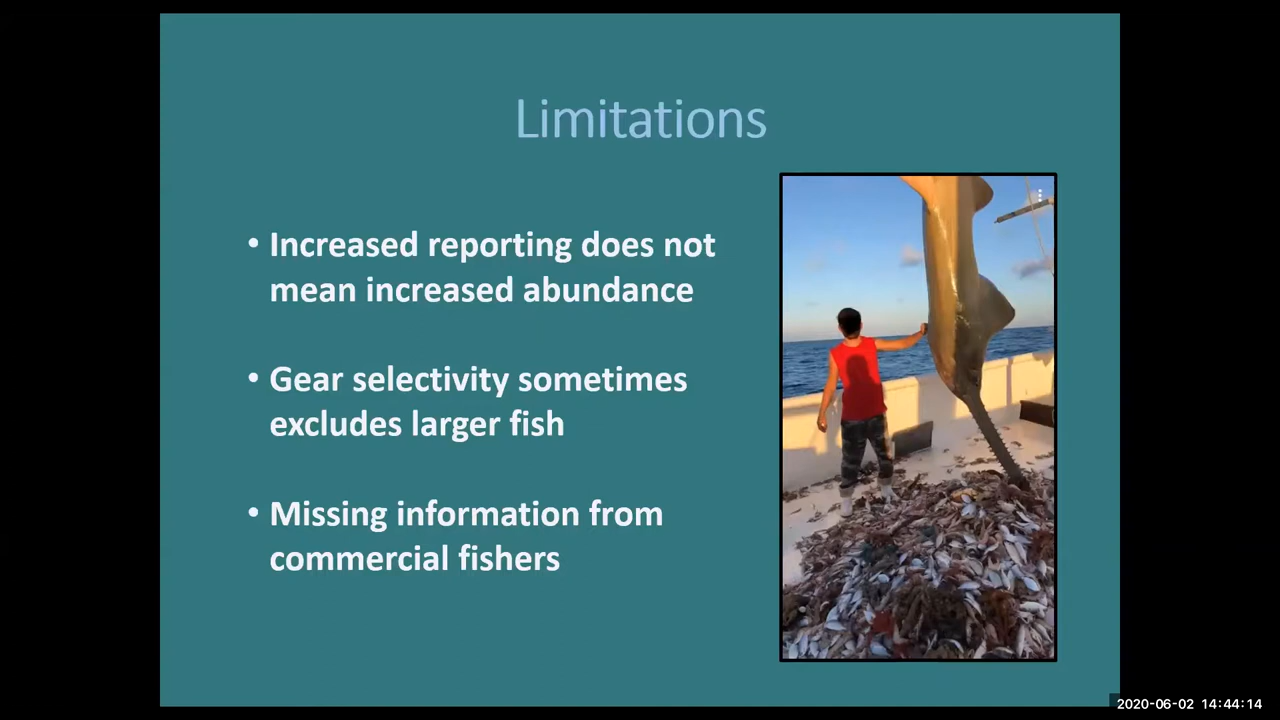 Limitations
• Increased reporting does not
mean increased abundance
• Gear selectivity sometimes
excludes larger fish
• Missing information from
commercial fishers
2020-06-02 14:44:14